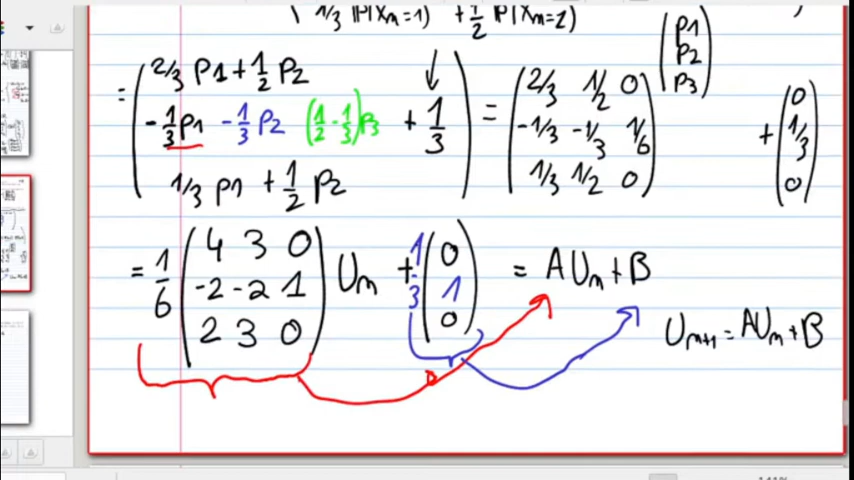 1/3 P(Xn=1) + 1/2 P(Xn=2)
= ( 2/3 p1 + 1/2 p2 ) = ( 2/3 1/2 0 ) ( p1 ) + ( 0 )
( -1/3 p1 -1/3 p2 (1/2 - 1/3) p3 + 1/3 ) ( -1/3 -1/3 1/6 ) ( p2 ) ( 1/3 )
( 1/3 p1 + 1/2 p2 ) ( 1/3 1/2 0 ) ( p3 ) ( 0 )
= 1/6 ( 4 3 0 ) Un + 1/3 ( 0 ) = AUn + B
( -2 -2 1 ) ( 1 )
( 2 3 0 ) ( 0 )
Un+1 = AUn + B